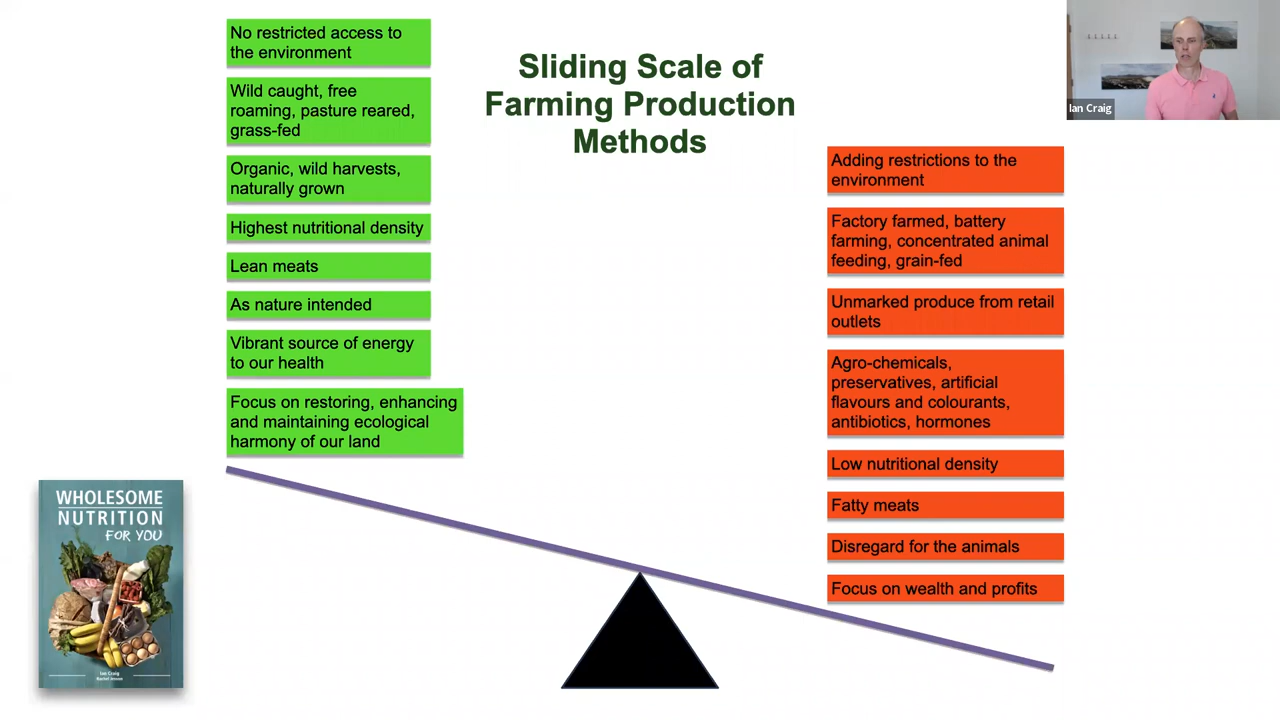 Sliding Scale of
Farming Production
Methods
No restricted access to
the environment
Wild caught, free
roaming, pasture reared,
grass-fed
Organic, wild harvests,
naturally grown
Highest nutritional density
Lean meats
As nature intended
Vibrant source of energy
to our health
Focus on restoring, enhancing
and maintaining ecological
harmony of our land
Adding restrictions to the
environment
Factory farmed, battery
farming, concentrated animal
feeding, grain-fed
Unmarked produce from retail
outlets
Agro-chemicals,
preservatives, artificial
flavours and colourants,
antibiotics, hormones
Low nutritional density
Fatty meats
Disregard for the animals
Focus on wealth and profits
WHOLESOME
NUTRITION
FOR YOU
Ian Craig
Rachel Jesson
Ian Craig